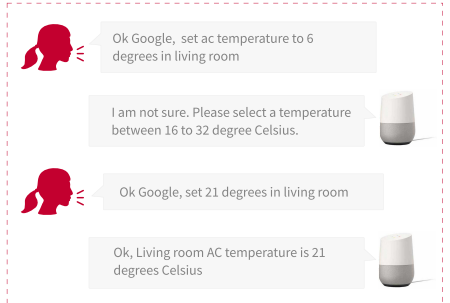 Ok Google,  set ac temperature to 6
degrees in living room
I am not sure. Please select a temperature
between 16 to 32 degree Celsius.
Ok Google, set 21 degrees in living room
Ok, Living room AC temperature is 21
degrees Celsius